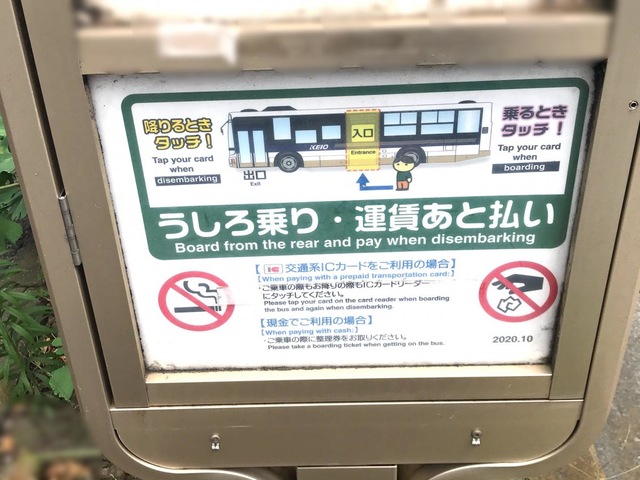 降りるとき
タッチ！
Tap your card
when
disembarking
出口
Exit
KEIO
入口
Entrance
乗るとき
タッチ！
Tap your card
when
boarding
うしろ乗り・運賃あと払い
Board from the rear and pay when disembarking
【IC 交通系ICカードをご利用の場合】
[When paying with a prepaid transportation card:]
・ご乗車の際もお降りの際もICカードリーダー
にタッチしてください。
Please tap your card on the card reader when boarding
the bus and again when disembarking.
【現金でご利用の場合】
[When paying with cash:]
・ご乗車の際に整理券をお取りください。
Please take a boarding ticket when getting on the bus.
2020.10